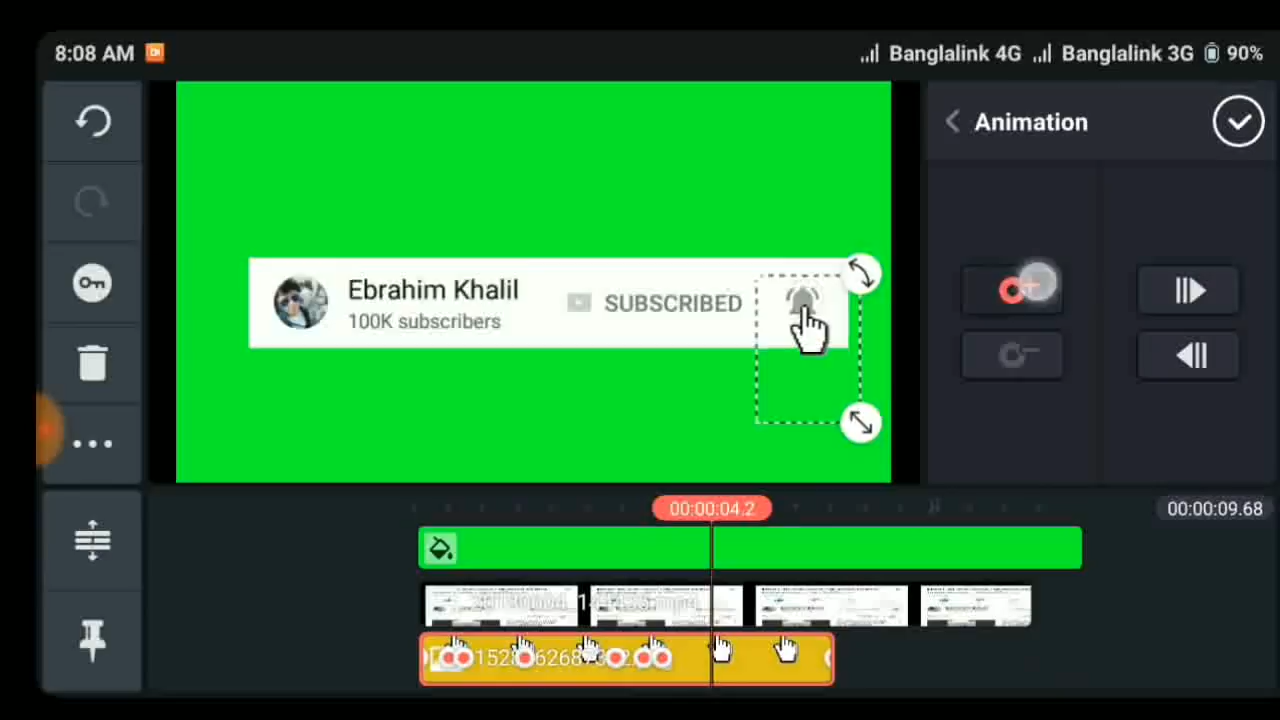 8:08 AM
Banglalink 4G Banglalink 3G 90%
Animation
Ebrahim Khalil
100K subscribers
SUBSCRIBED
00:00:04.2
00:00:09.68